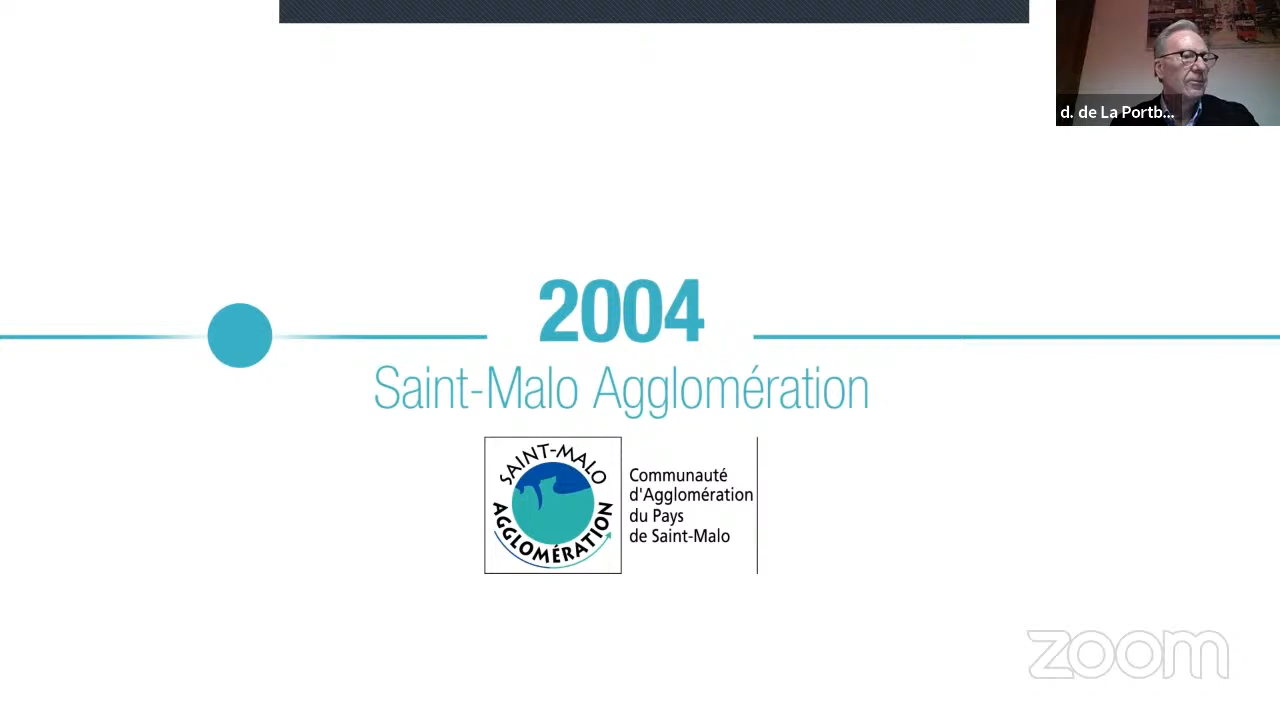 d. de La Portb...
2004
Saint-Malo Agglomération
SAINT-MALO
AGGLOMÉRATION
Communauté
d'Agglomération
du Pays
de Saint-Malo
zoom